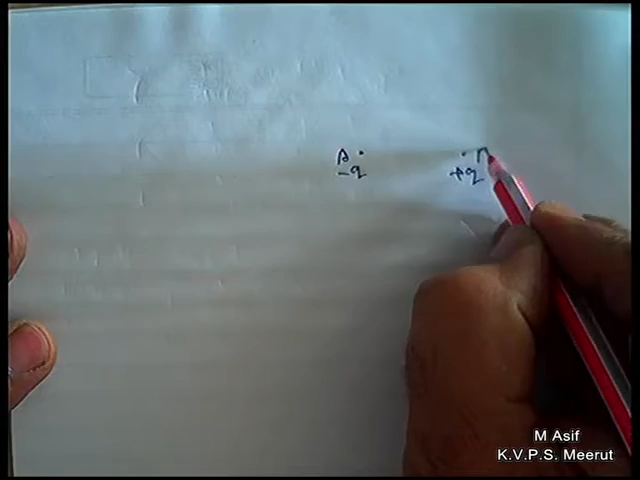 A .
-q
.
+q
M Asif
K.V.P.S. Meerut